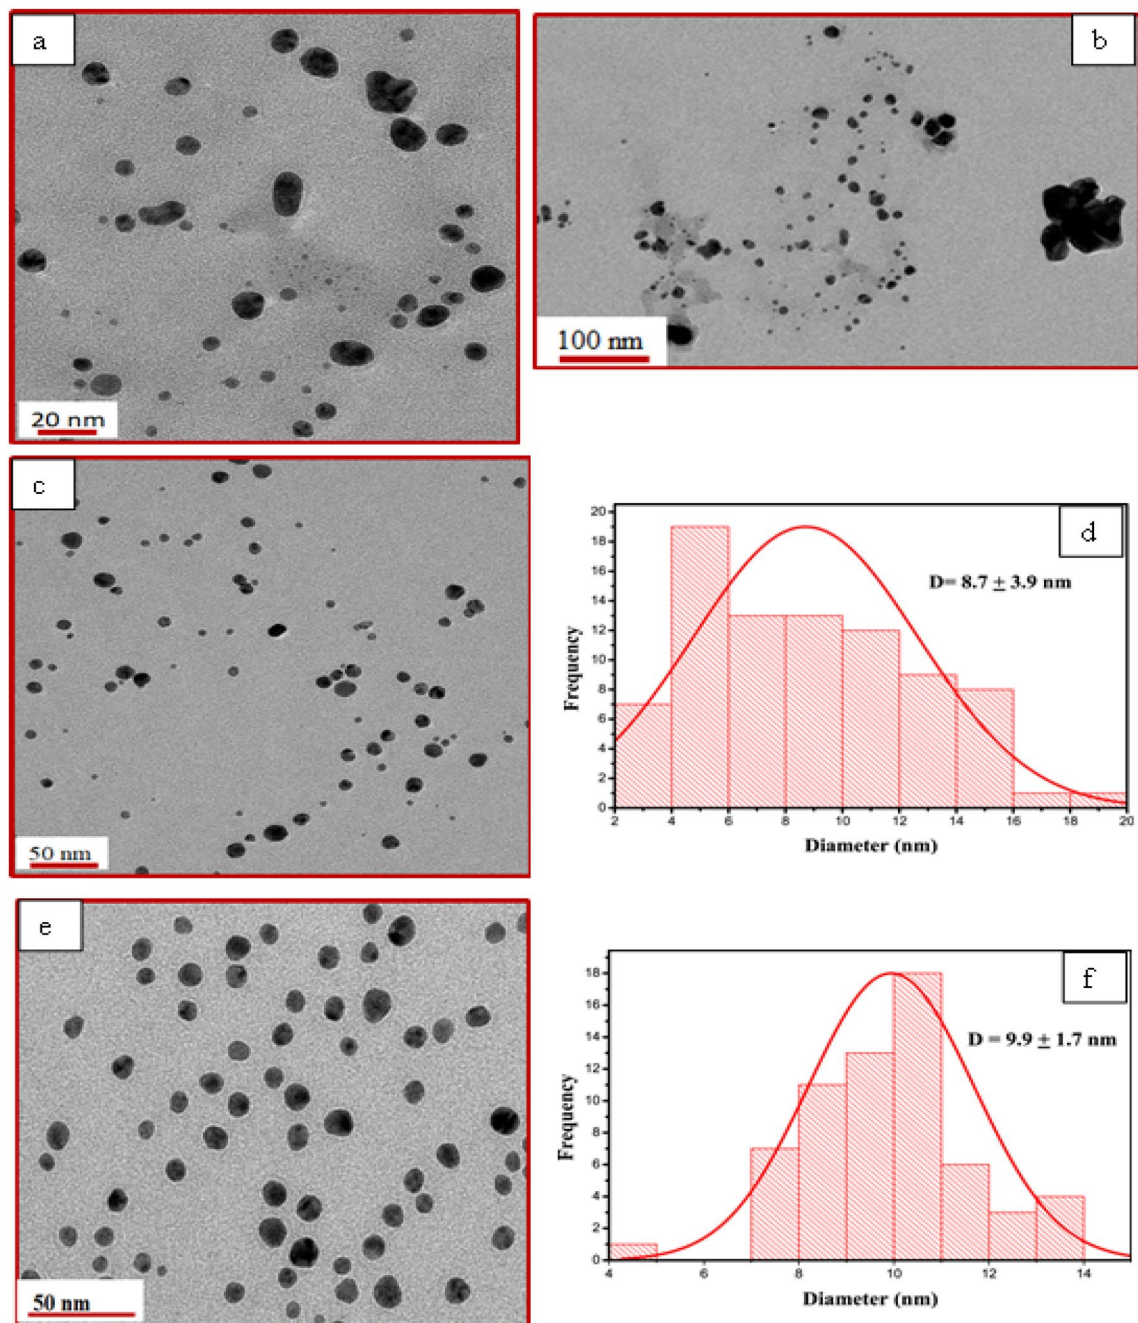 a
20 nm
b
100 nm
c
50 nm
d
D= 8.7 ± 3.9 nm
Frequency
20
18
16
14
12
10
8
6
4
2
0
2 4 6 8 10 12 14 16 18 20
Diameter (nm)
e
50 nm
f
D = 9.9 ± 1.7 nm
Frequency
18
16
14
12
10
8
6
4
2
0
4 6 8 10 12 14
Diameter (nm)